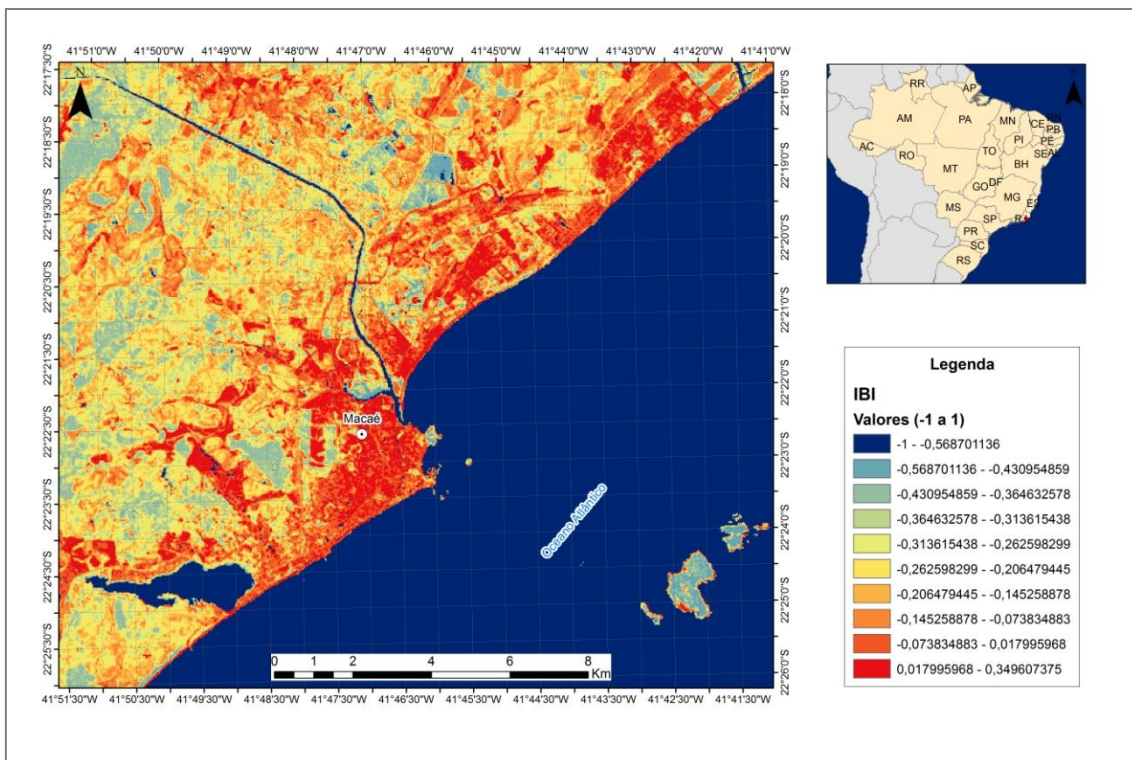 41°51'0"W 41°50'0"W 41°49'0"W 41°48'0"W 41°47'0"W 41°46'0"W 41°45'0"W 41°44'0"W 41°43'0"W 41°42'0"W 41°41'0"W
22°17'30"S
22°18'30"S
22°19'30"S
22°20'30"S
22°21'30"S
22°22'30"S
22°23'30"S
22°24'30"S
22°25'30"S
N
Macaé
Oceano Atlântico
0 1 2 4 6 8
Km
22°18'0"S
22°19'0"S
22°20'0"S
22°21'0"S
22°22'0"S
22°23'0"S
22°24'0"S
22°25'0"S
22°26'0"S
41°51'30"W 41°50'30"W 41°49'30"W 41°48'30"W 41°47'30"W 41°46'30"W 41°45'30"W 41°44'30"W 41°43'30"W 41°42'30"W 41°41'30"W
N
RR AP
AM PA MN CE RN
PB
PI PE
AC TO SE AL
RO BH
MT
DF
GO
MG ES
MS
SP R
PR
SC
RS
Legenda
IBI
Valores (-1 a 1)
-1 - -0,568701136
-0,568701136 - -0,430954859
-0,430954859 - -0,364632578
-0,364632578 - -0,313615438
-0,313615438 - -0,262598299
-0,262598299 - -0,206479445
-0,206479445 - -0,145258878
-0,145258878 - -0,073834883
-0,073834883 - 0,017995968
0,017995968 - 0,349607375